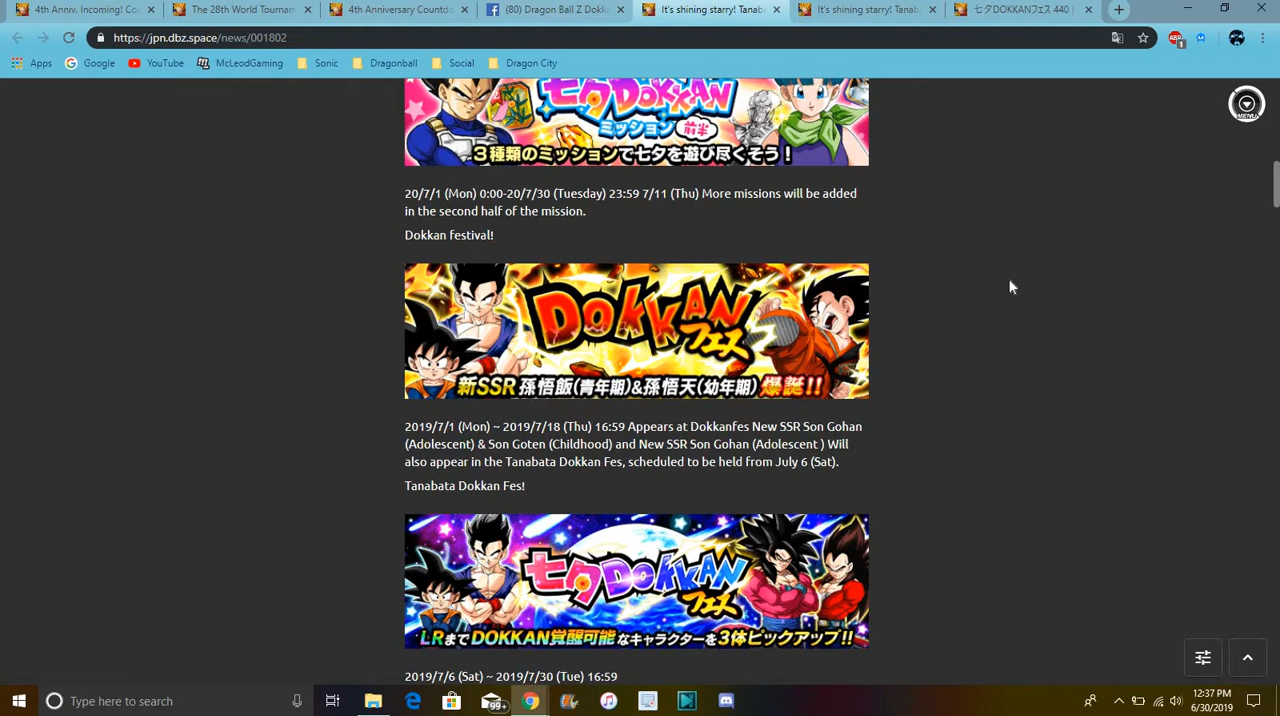 4th Anniv. Incoming! Co
The 28th World Tournam
4th Anniversary Countdo
(80) Dragon Ball Z Dokka
It's shining starry! Tanaba
It's shining starry! Tanab
七夕DOKKANフェス 440
https://jpn.dbz.space/news/001802
ABP
1
Apps
Google
YouTube
McLeodGaming
Sonic
Dragonball
Social
Dragon City
七夕DOKKAN
ミッション 前半
3種類のミッションで七夕を遊び尽くそう!
MENU
20/7/1 (Mon) 0:00-20/7/30 (Tuesday) 23:59 7/11 (Thu) More missions will be added
in the second half of the mission.
Dokkan festival!
DOKKAN
フェス
新SSR 孫悟飯(青年期)&孫悟天(幼年期) 爆誕!!
2019/7/1 (Mon) ~ 2019/7/18 (Thu) 16:59 Appears at Dokkanfes New SSR Son Gohan
(Adolescent) & Son Goten (Childhood) and New SSR Son Gohan (Adolescent ) Will
also appear in the Tanabata Dokkan Fes, scheduled to be held from July 6 (Sat).
Tanabata Dokkan Fes!
七夕DOKKAN
フェス
LRまでDOKKAN覚醒可能なキャラクターを3体ピックアップ!!
2019/7/6 (Sat) ~ 2019/7/30 (Tue) 16:59
Type here to search
99+
12:37 PM
6/30/2019